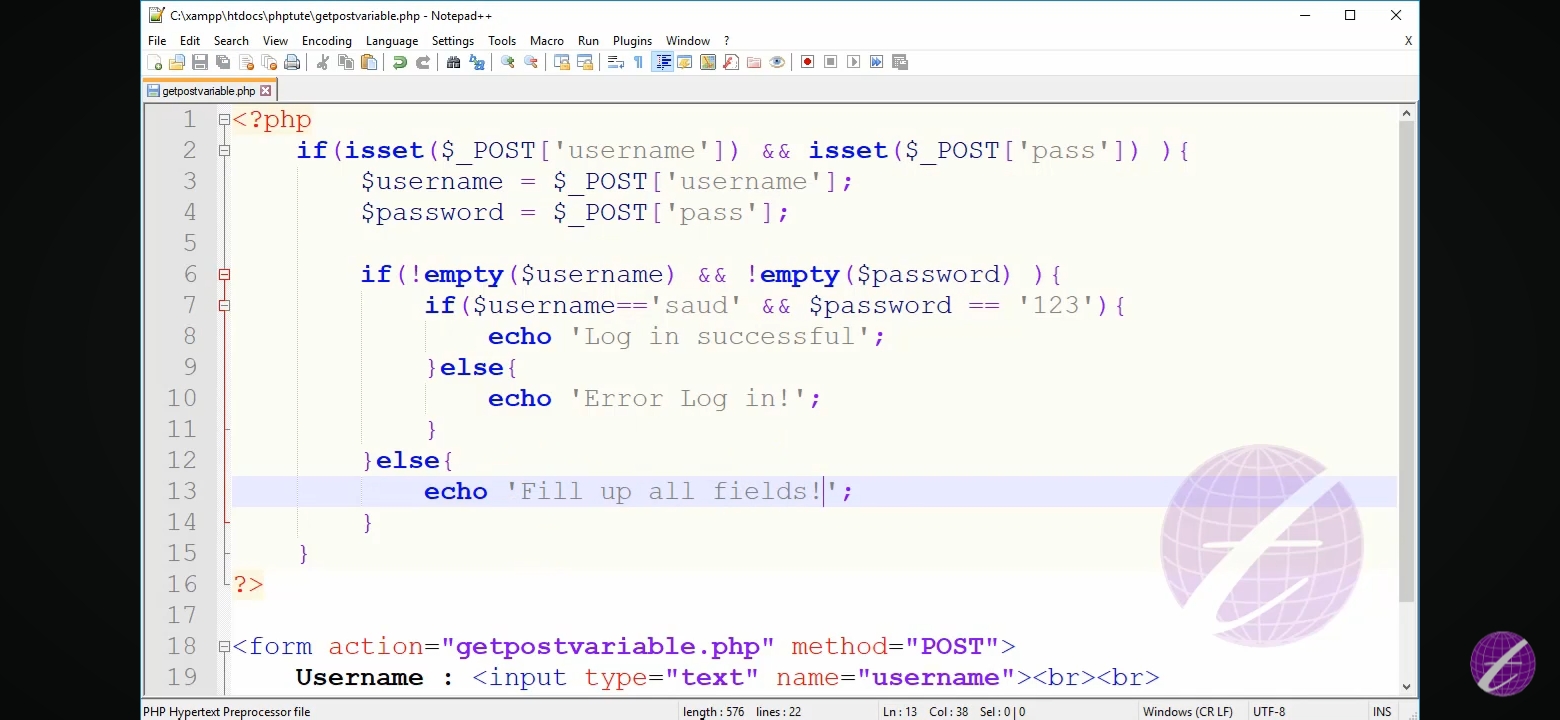 C:\xampp\htdocs\phptute\getpostvariable.php - Notepad++
File Edit Search View Encoding Language Settings Tools Macro Run Plugins Window ? X
getpostvariable.php
1 <?php
2 if(isset($_POST['username']) && isset($_POST['pass']) ){
3 $username = $_POST['username'];
4 $password = $_POST['pass'];
5
6 if(!empty($username) && !empty($password) ){
7 if($username=='saud' && $password == '123'){
8 echo 'Log in successful';
9 }else{
10 echo 'Error Log in!';
11 }
12 }else{
13 echo 'Fill up all fields!';
14 }
15 }
16 ?>
17
18 <form action="getpostvariable.php" method="POST">
19 Username : <input type="text" name="username"><br><br>
PHP Hypertext Preprocessor file length : 576 lines : 22 Ln : 13 Col : 38 Sel : 0 | 0 Windows (CR LF) UTF-8 INS